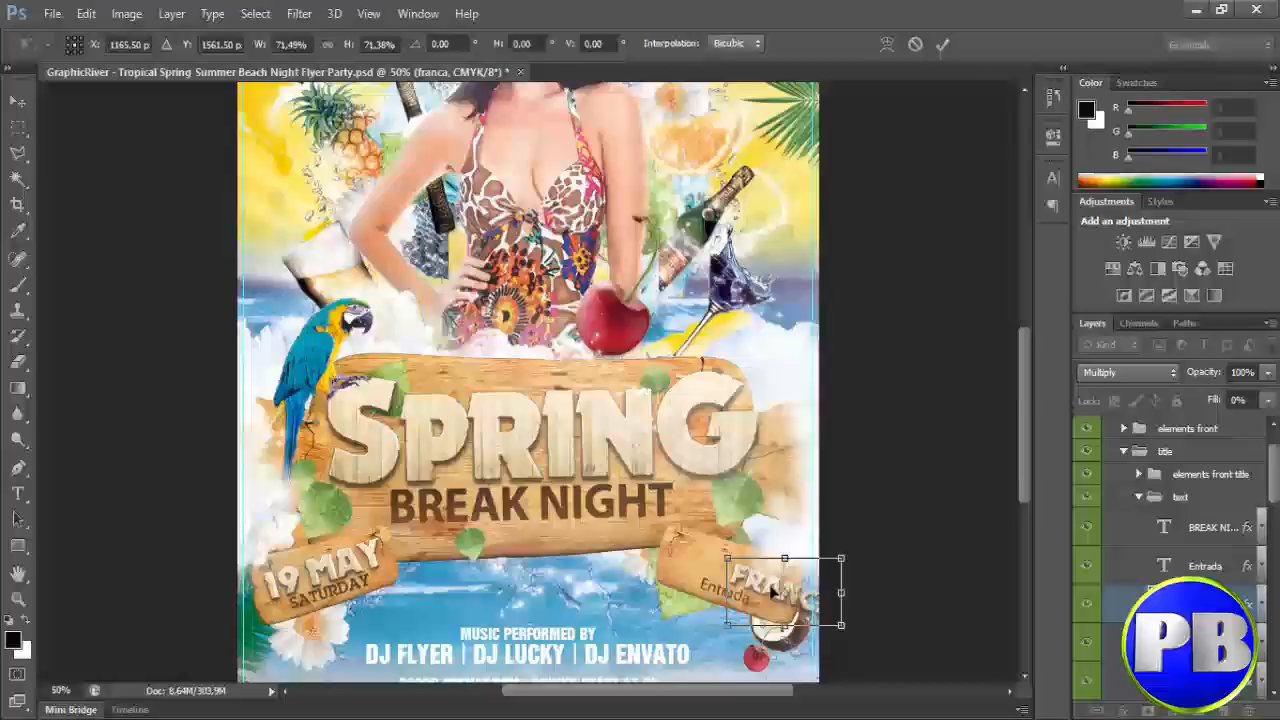 Ps File Edit Image Layer Type Select Filter 3D View Window Help
X: 1165.50 p Y: 1561.50 p W: 71,49% H: 71.38% 0.00 ° H: 0.00 ° V: 0.00 ° Interpolation: Bicubic
GraphicRiver - Tropical Spring Summer Beach Night Flyer Party.psd @ 50% (franca, CMYK/8*) * ×
Color Swatches
R
G
B
Adjustments Styles
Add an adjustment
Layers Channels Paths
Kind
Multiply Opacity: 100%
Lock: Fill: 0%
elements front
title
elements front title
text
T BREAK NI... fx
T Entrada fx
SPRING
BREAK NIGHT
19 MAY
SATURDAY
FRANC
Entrada
MUSIC PERFORMED BY
DJ FLYER | DJ LUCKY | DJ ENVATO
PB
50% Doc: 8.64M/303,9M
Mini Bridge Timeline